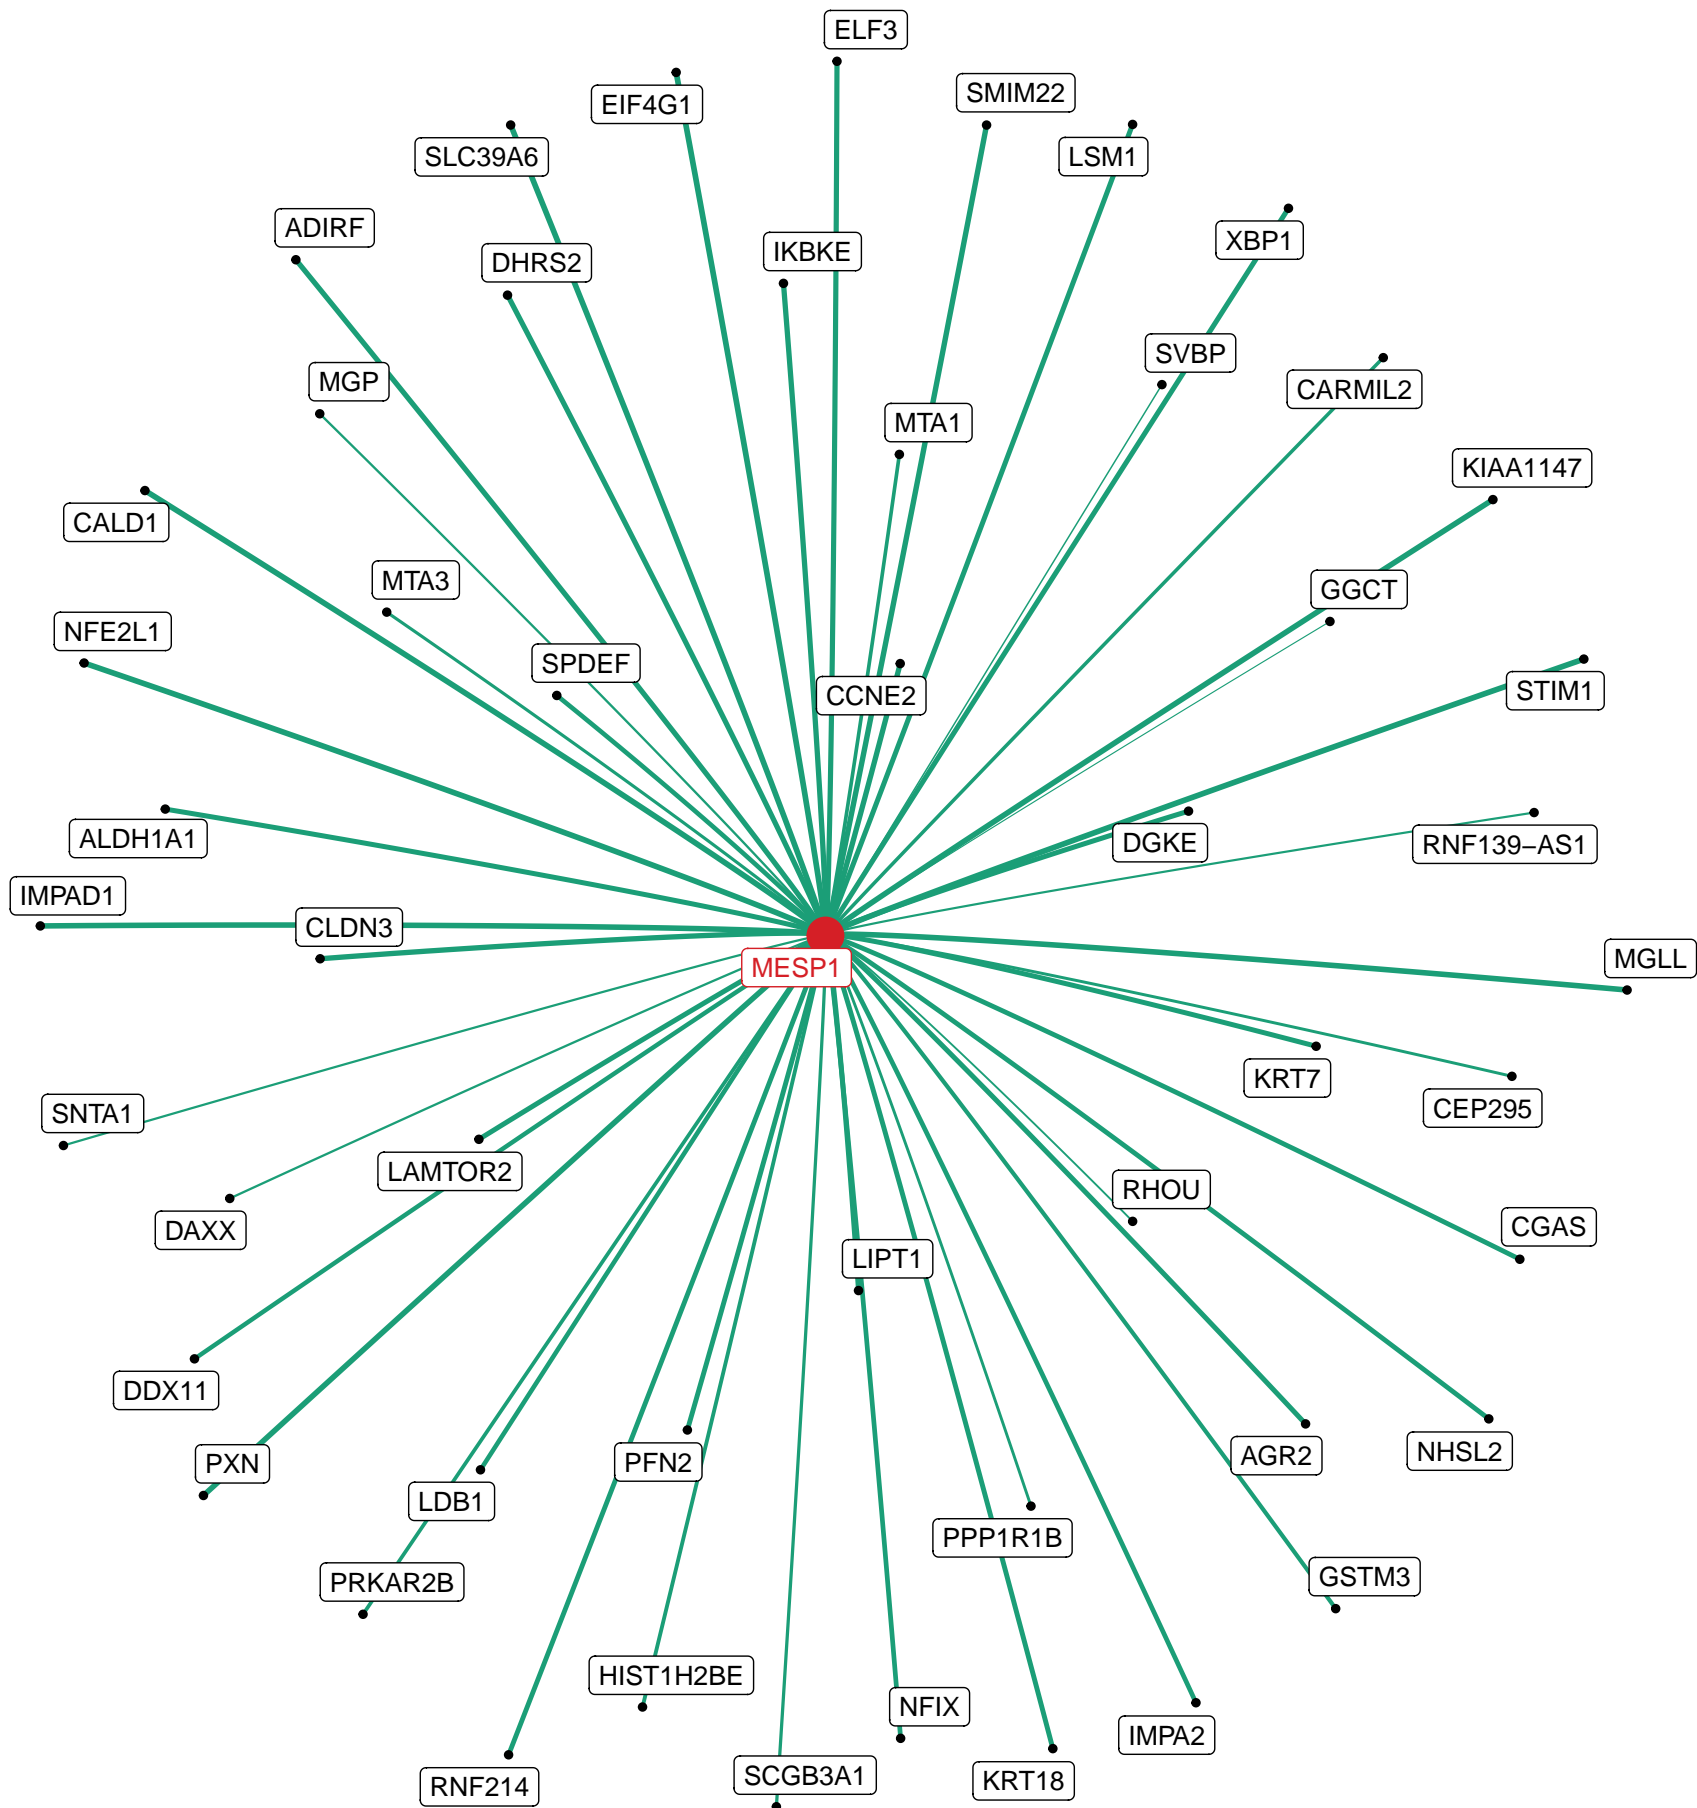 ELF3
SMIM22
EIF4G1
SLC39A6
LSM1
ADIRF
XBP1
IKBKE
DHRS2
SVBP
MGP
CARMIL2
MTA1
KIAA1147
CALD1
MTA3
GGCT
NFE2L1
SPDEF
STIM1
CCNE2
ALDH1A1
DGKE
RNF139−AS1
IMPAD1
CLDN3
MGLL
MESP1
KRT7
CEP295
SNTA1
LAMTOR2
RHOU
CGAS
DAXX
LIPT1
DDX11
NHSL2
AGR2
PFN2
PXN
LDB1
PPP1R1B
GSTM3
PRKAR2B
HIST1H2BE
NFIX
IMPA2
SCGB3A1
KRT18
RNF214